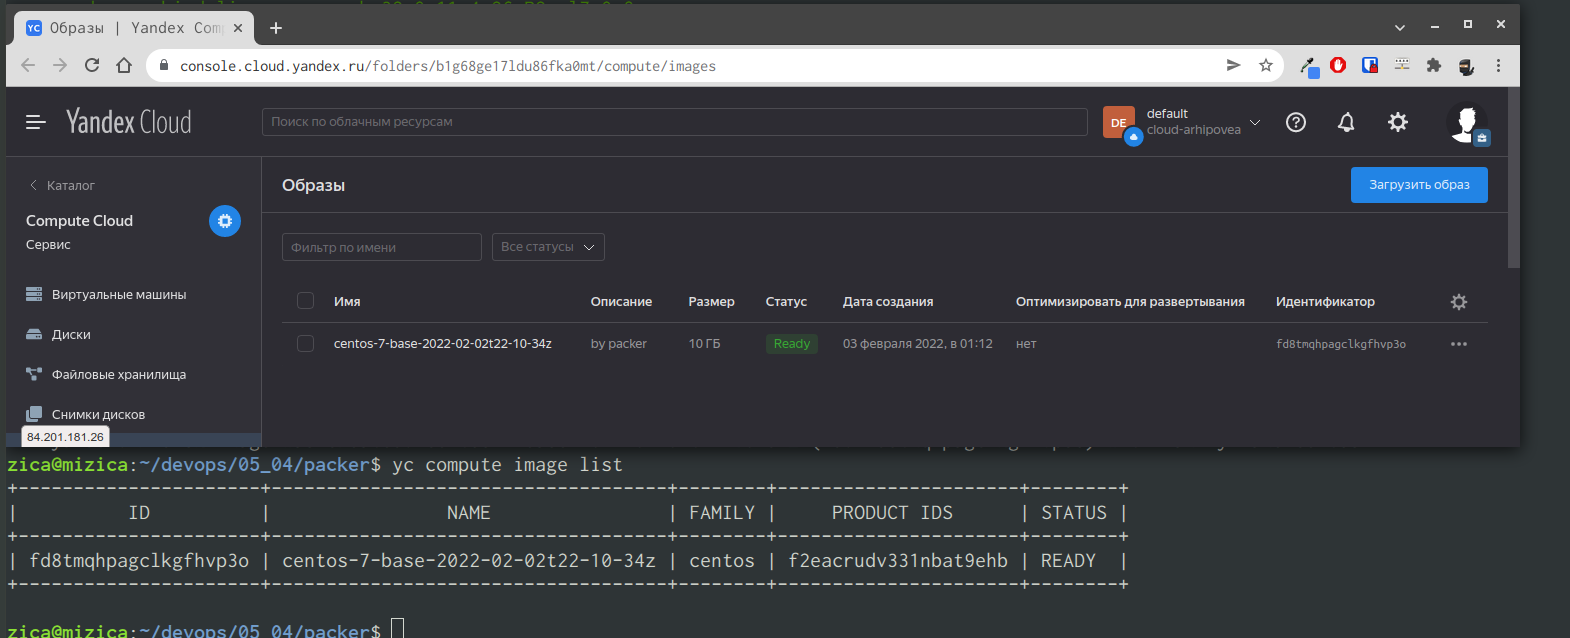 YC Образы | Yandex Com
console.cloud.yandex.ru/folders/b1g68ge17ldu86fka0mt/compute/images
Yandex Cloud
Поиск по облачным ресурсам
DE
default
cloud-arhipovea
Каталог
Образы
Загрузить образ
Compute Cloud
Сервис
Фильтр по имени
Все статусы
Виртуальные машины
Имя Описание Размер Статус Дата создания Оптимизировать для развертывания Идентификатор
Диски
centos-7-base-2022-02-02t22-10-34z by packer 10 ГБ Ready 03 февраля 2022, в 01:12 нет fd8tmqhpagclkgfhvp3o
Файловые хранилища
Снимки дисков
84.201.181.26
zica@mizica:~/devops/05_04/packer$ yc compute image list
+----------------------+------------------------------------+--------+----------------------+--------+
| ID | NAME | FAMILY | PRODUCT IDS | STATUS |
+----------------------+------------------------------------+--------+----------------------+--------+
| fd8tmqhpagclkgfhvp3o | centos-7-base-2022-02-02t22-10-34z | centos | f2eacrudv331nbat9ehb | READY |
+----------------------+------------------------------------+--------+----------------------+--------+
zica@mizica:~/devops/05_04/packer$